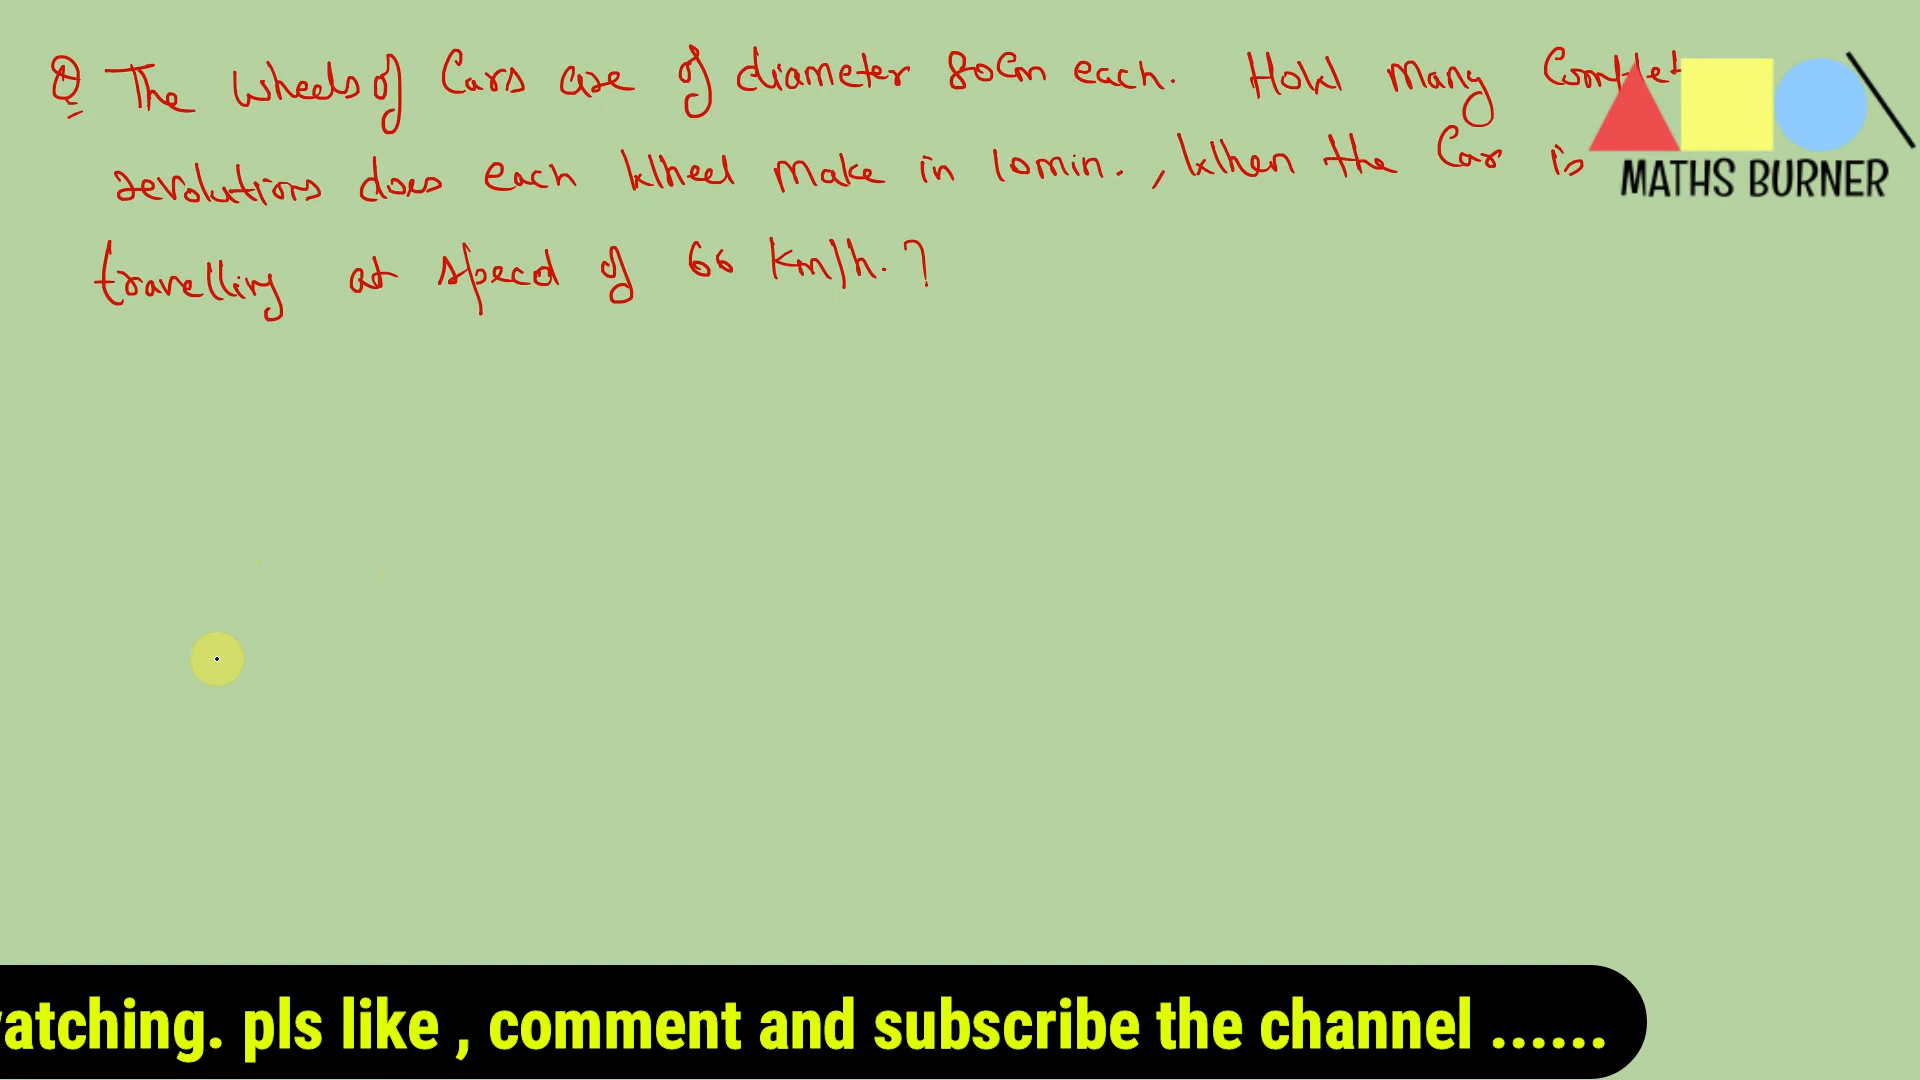 Q The wheels of Cars are of diameter 80cm each. How many Complet
revolutions does each Wheel make in 10min., When the Car is
travelling at speed of 66 Km/h.?
MATHS BURNER
atching. pls like , comment and subscribe the channel ......